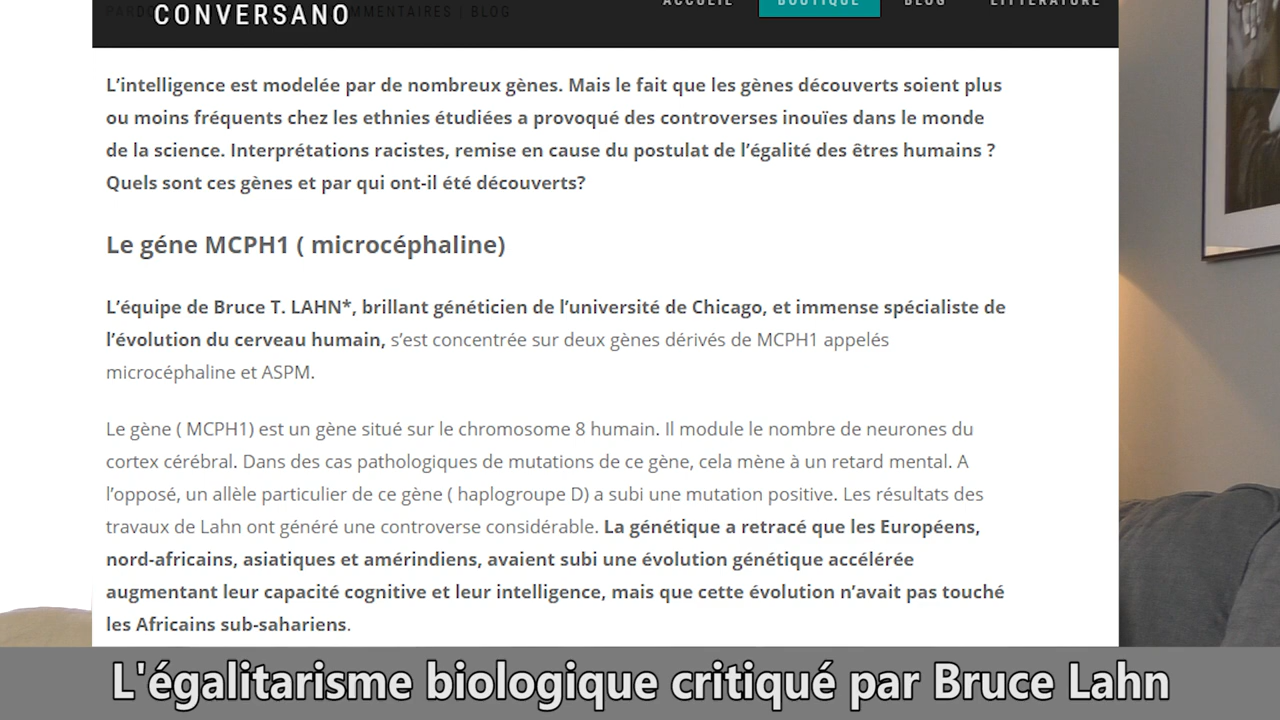 PARDO
MMENTAIRES | BLOG
CONVERSANO
ACCUEIL
BOUTIQUE
BLOG
LITTÉRATURE
L'intelligence est modelée par de nombreux gènes. Mais le fait que les gènes découverts soient plus
ou moins fréquents chez les ethnies étudiées a provoqué des controverses inouïes dans le monde
de la science. Interprétations racistes, remise en cause du postulat de l'égalité des êtres humains ?
Quels sont ces gènes et par qui ont-il été découverts?
Le géne MCPH1 ( microcéphaline)
L'équipe de Bruce T. LAHN*, brillant généticien de l'université de Chicago, et immense spécialiste de
l'évolution du cerveau humain, s'est concentrée sur deux gènes dérivés de MCPH1 appelés
microcéphaline et ASPM.
Le gène ( MCPH1) est un gène situé sur le chromosome 8 humain. Il module le nombre de neurones du
cortex cérébral. Dans des cas pathologiques de mutations de ce gène, cela mène à un retard mental. A
l'opposé, un allèle particulier de ce gène ( haplogroupe D) a subi une mutation positive. Les résultats des
travaux de Lahn ont généré une controverse considérable. La génétique a retracé que les Européens,
nord-africains, asiatiques et amérindiens, avaient subi une évolution génétique accélérée
augmentant leur capacité cognitive et leur intelligence, mais que cette évolution n'avait pas touché
les Africains sub-sahariens.
L'égalitarisme biologique critiqué par Bruce Lahn